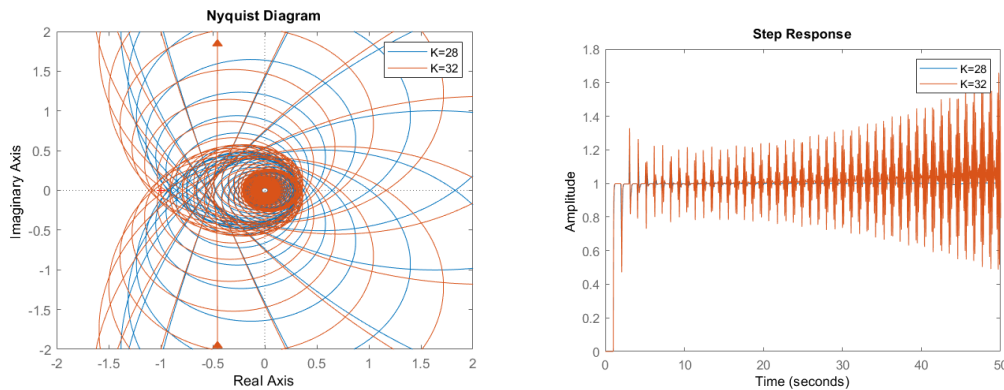 Nyquist Diagram
2
1.5
1
0.5
0
-0.5
-1
-1.5
-2
Imaginary Axis
-2 -1.5 -1 -0.5 0 0.5 1 1.5 2
Real Axis
K=28
K=32
Step Response
1.8
1.6
1.4
1.2
1
0.8
0.6
0.4
0.2
0
Amplitude
0 10 20 30 40 50
Time (seconds)
K=28
K=32